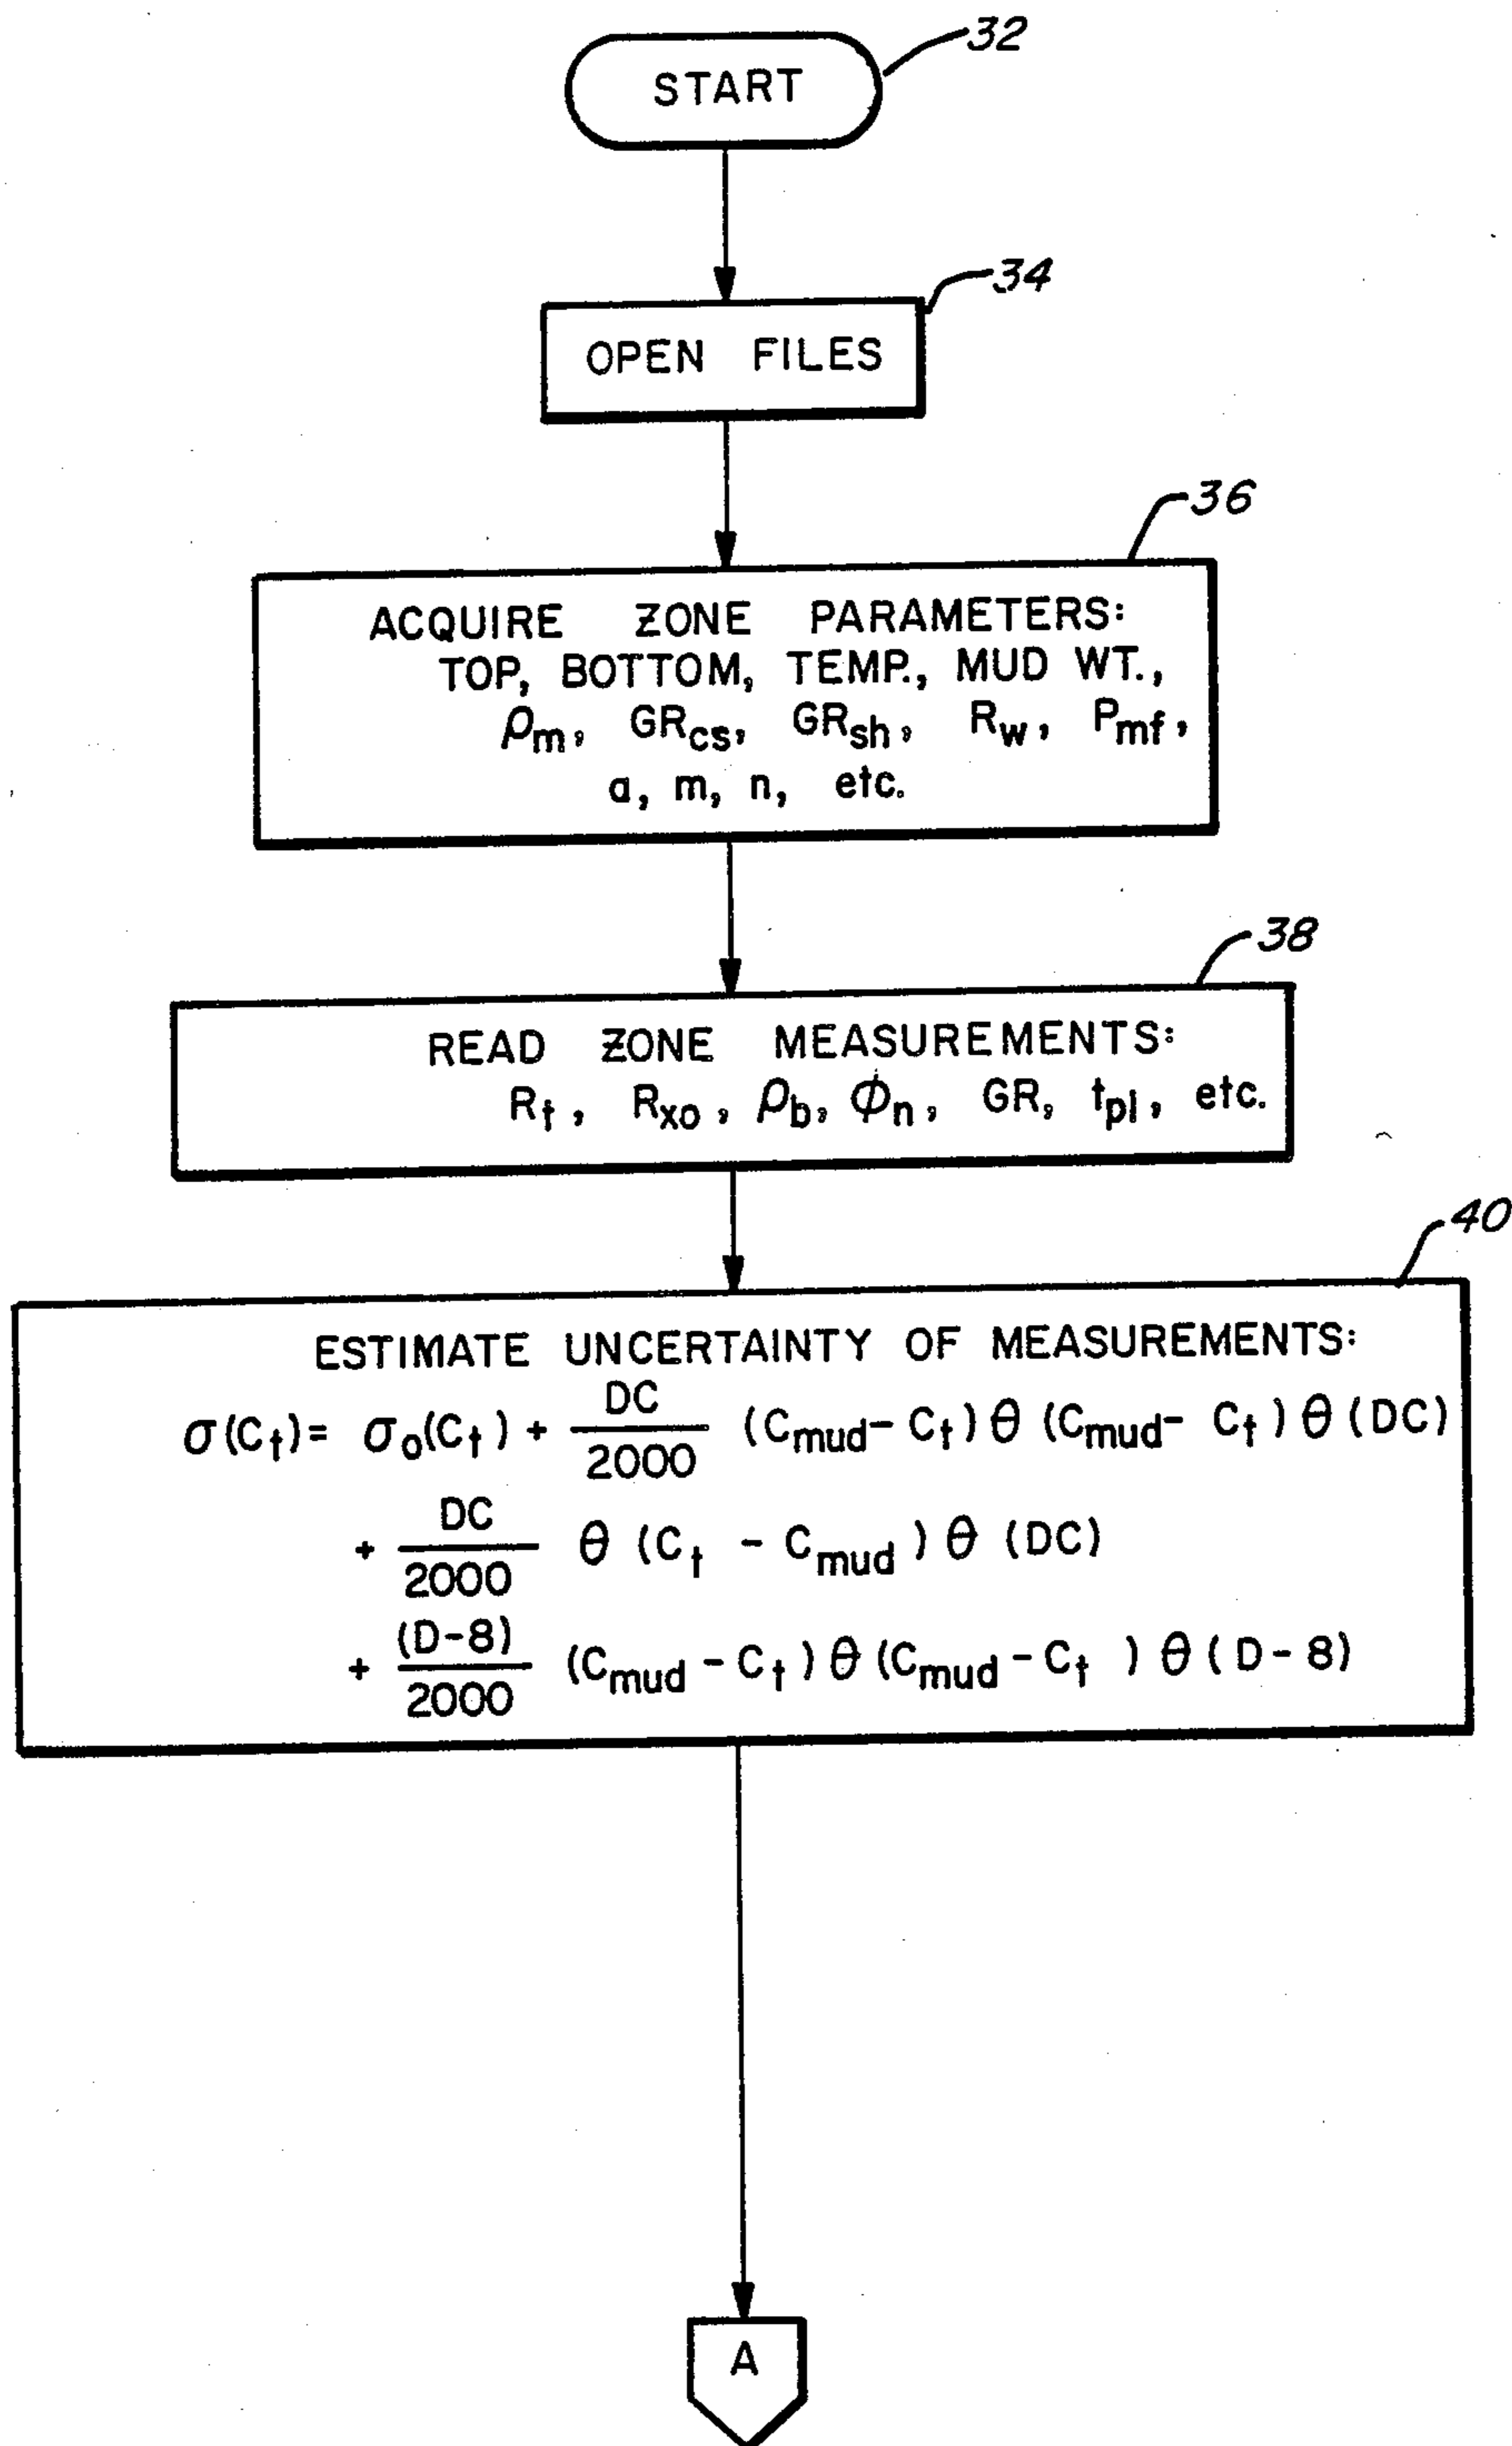 32
START
34
OPEN FILES
36
ACQUIRE ZONE PARAMETERS:
TOP, BOTTOM, TEMP., MUD WT.,
ρm, GRcs, GRsh, Rw, Pmf,
a, m, n, etc.
38
READ ZONE MEASUREMENTS:
Rt, Rxo, ρb, ϕn, GR, tpl, etc.
40
ESTIMATE UNCERTAINTY OF MEASUREMENTS:
σ(Ct) = σo(Ct) + DC/2000 (Cmud - Ct) θ (Cmud - Ct) θ (DC)
+ DC/2000 θ (Ct - Cmud) θ (DC)
+ (D-8)/2000 (Cmud - Ct) θ (Cmud - Ct) θ (D-8)
A